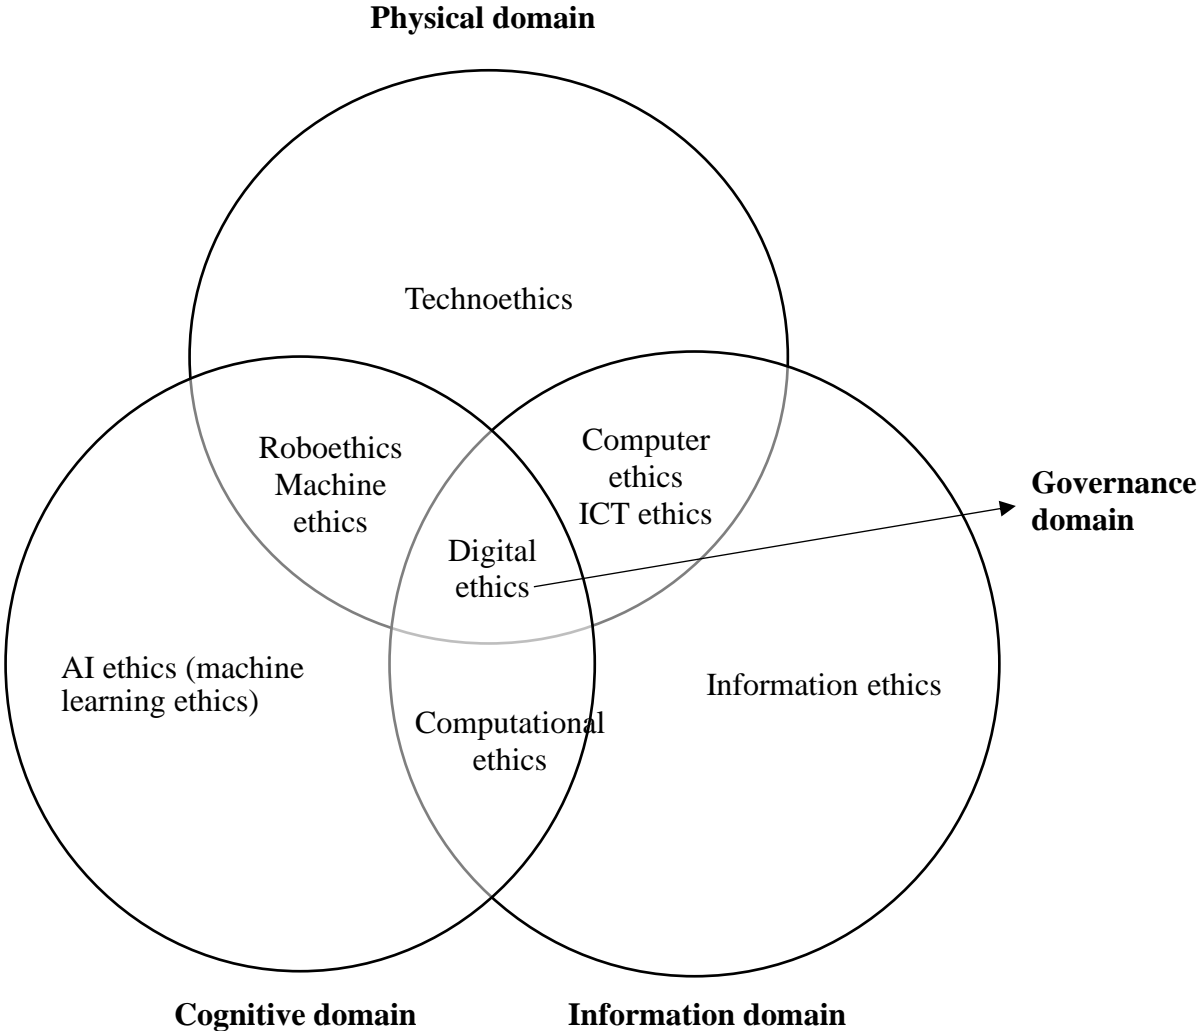 Physical domain
Technoethics
Roboethics
Machine
ethics
Computer
ethics
ICT ethics
Governance
domain
Digital
ethics
AI ethics (machine
learning ethics)
Information ethics
Computational
ethics
Cognitive domain
Information domain